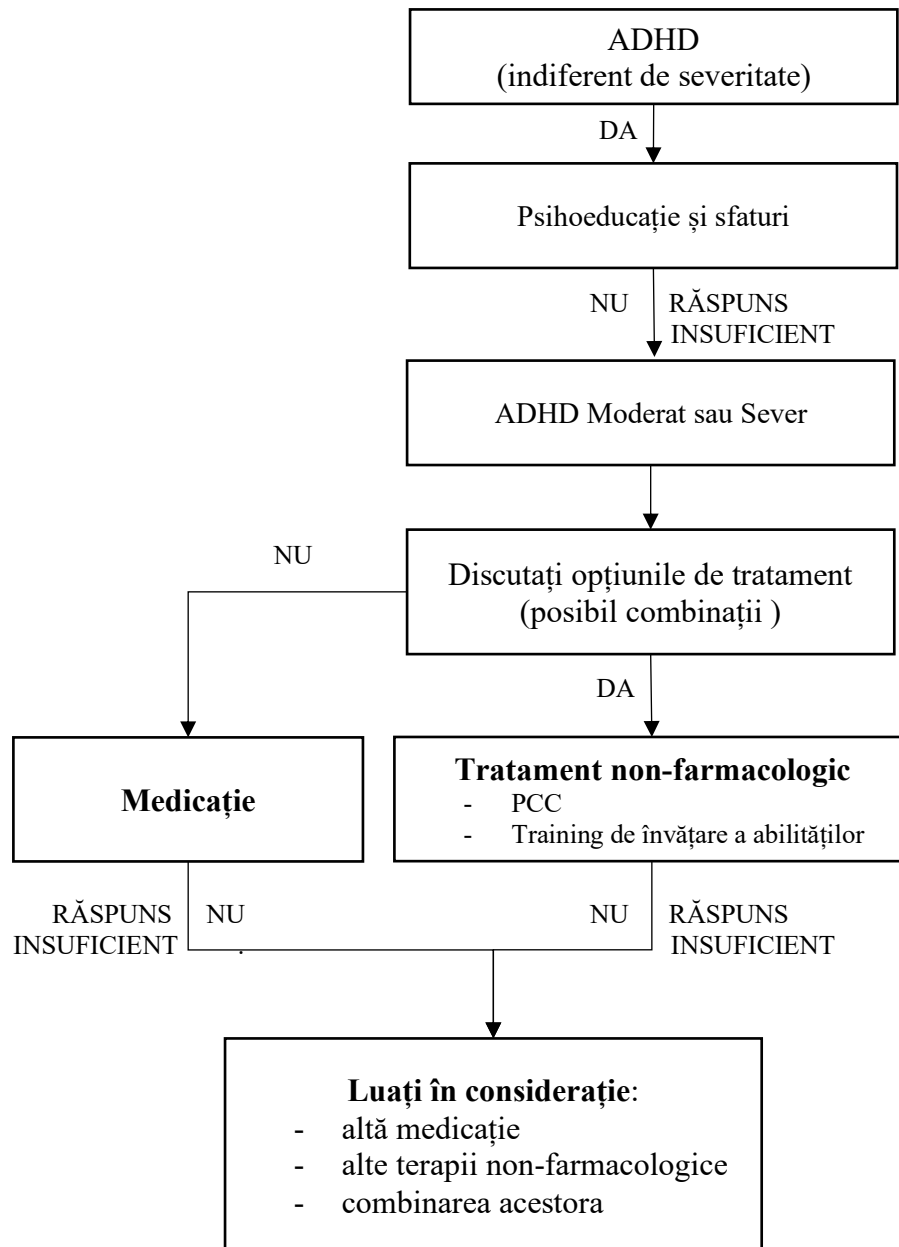 ADHD
(indiferent de severitate)
DA
Psihoeducație și sfaturi
NU RĂSPUNS
INSUFICIENT
ADHD Moderat sau Sever
NU
Discutați opțiunile de tratament
(posibil combinații )
DA
Medicație
Tratament non-farmacologic
- PCC
- Training de învățare a abilităților
RĂSPUNS NU
INSUFICIENT .
NU RĂSPUNS
INSUFICIENT
Luați în considerație:
- altă medicație
- alte terapii non-farmacologice
- combinarea acestora